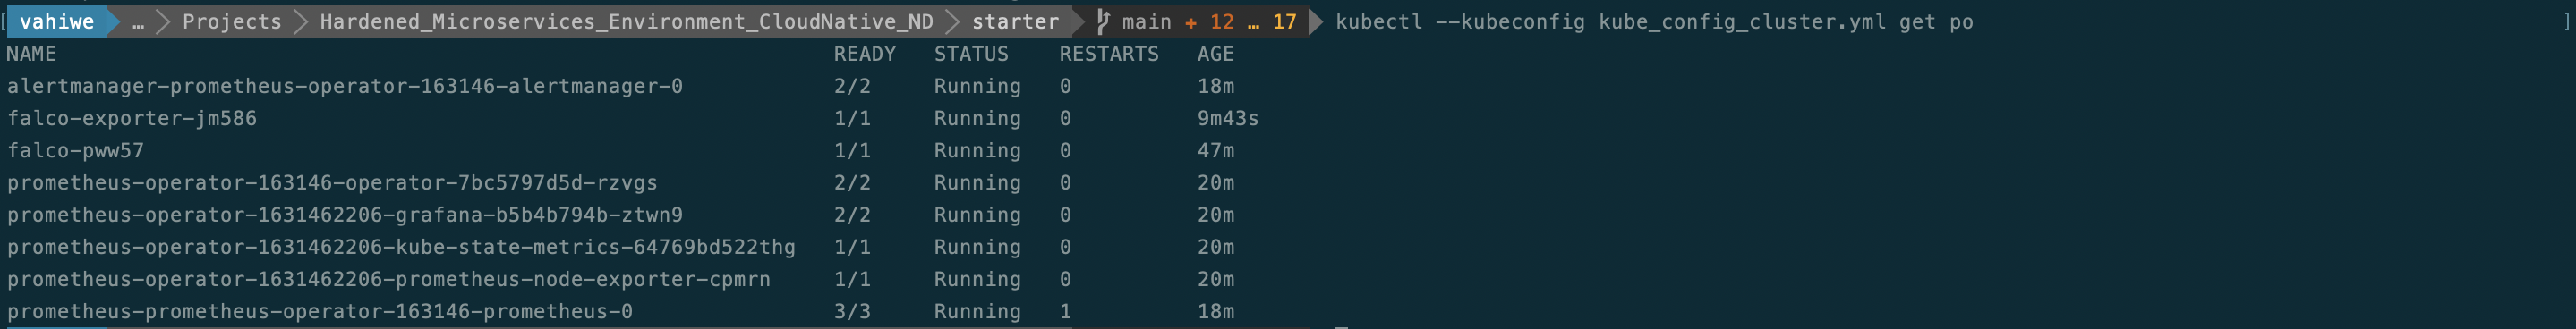 vahiwe … Projects Hardened_Microservices_Environment_CloudNative_ND starter main + 12 … 17 kubectl --kubeconfig kube_config_cluster.yml get po
NAME READY STATUS RESTARTS AGE
alertmanager-prometheus-operator-163146-alertmanager-0 2/2 Running 0 18m
falco-exporter-jm586 1/1 Running 0 9m43s
falco-pww57 1/1 Running 0 47m
prometheus-operator-163146-operator-7bc5797d5d-rzvgs 2/2 Running 0 20m
prometheus-operator-1631462206-grafana-b5b4b794b-ztwn9 2/2 Running 0 20m
prometheus-operator-1631462206-kube-state-metrics-64769bd522thg 1/1 Running 0 20m
prometheus-operator-1631462206-prometheus-node-exporter-cpmrn 1/1 Running 0 20m
prometheus-prometheus-operator-163146-prometheus-0 3/3 Running 1 18m